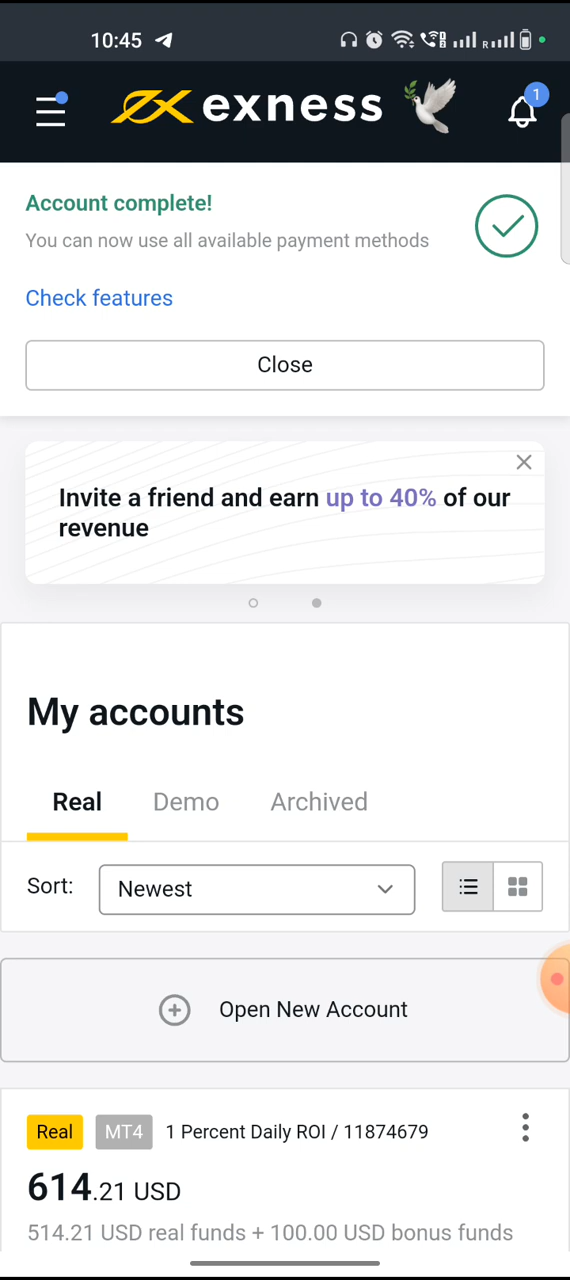 10:45
exness
1
Account complete!
You can now use all available payment methods
Check features
Close
Invite a friend and earn up to 40% of our
revenue
My accounts
Real Demo Archived
Sort: Newest
Open New Account
Real MT4 1 Percent Daily ROI / 11874679
614.21 USD
514.21 USD real funds + 100.00 USD bonus funds